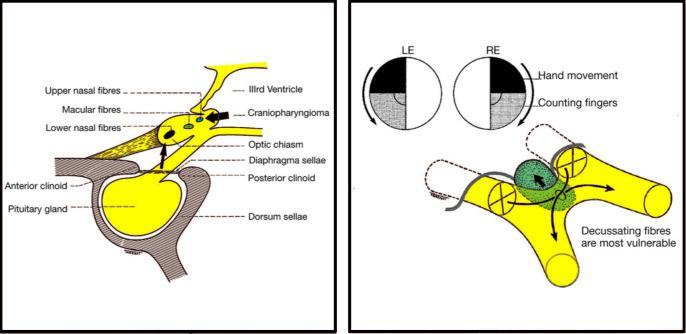 Upper nasal fibres
Macular fibres
Lower nasal fibres
Anterior clinoid
Pituitary gland
IIIrd Ventricle
Craniopharyngioma
Optic chiasm
Diaphragma sellae
Posterior clinoid
Dorsum sellae
LE
RE
Hand movement
Counting fingers
Decussating fibres
are most vulnerable